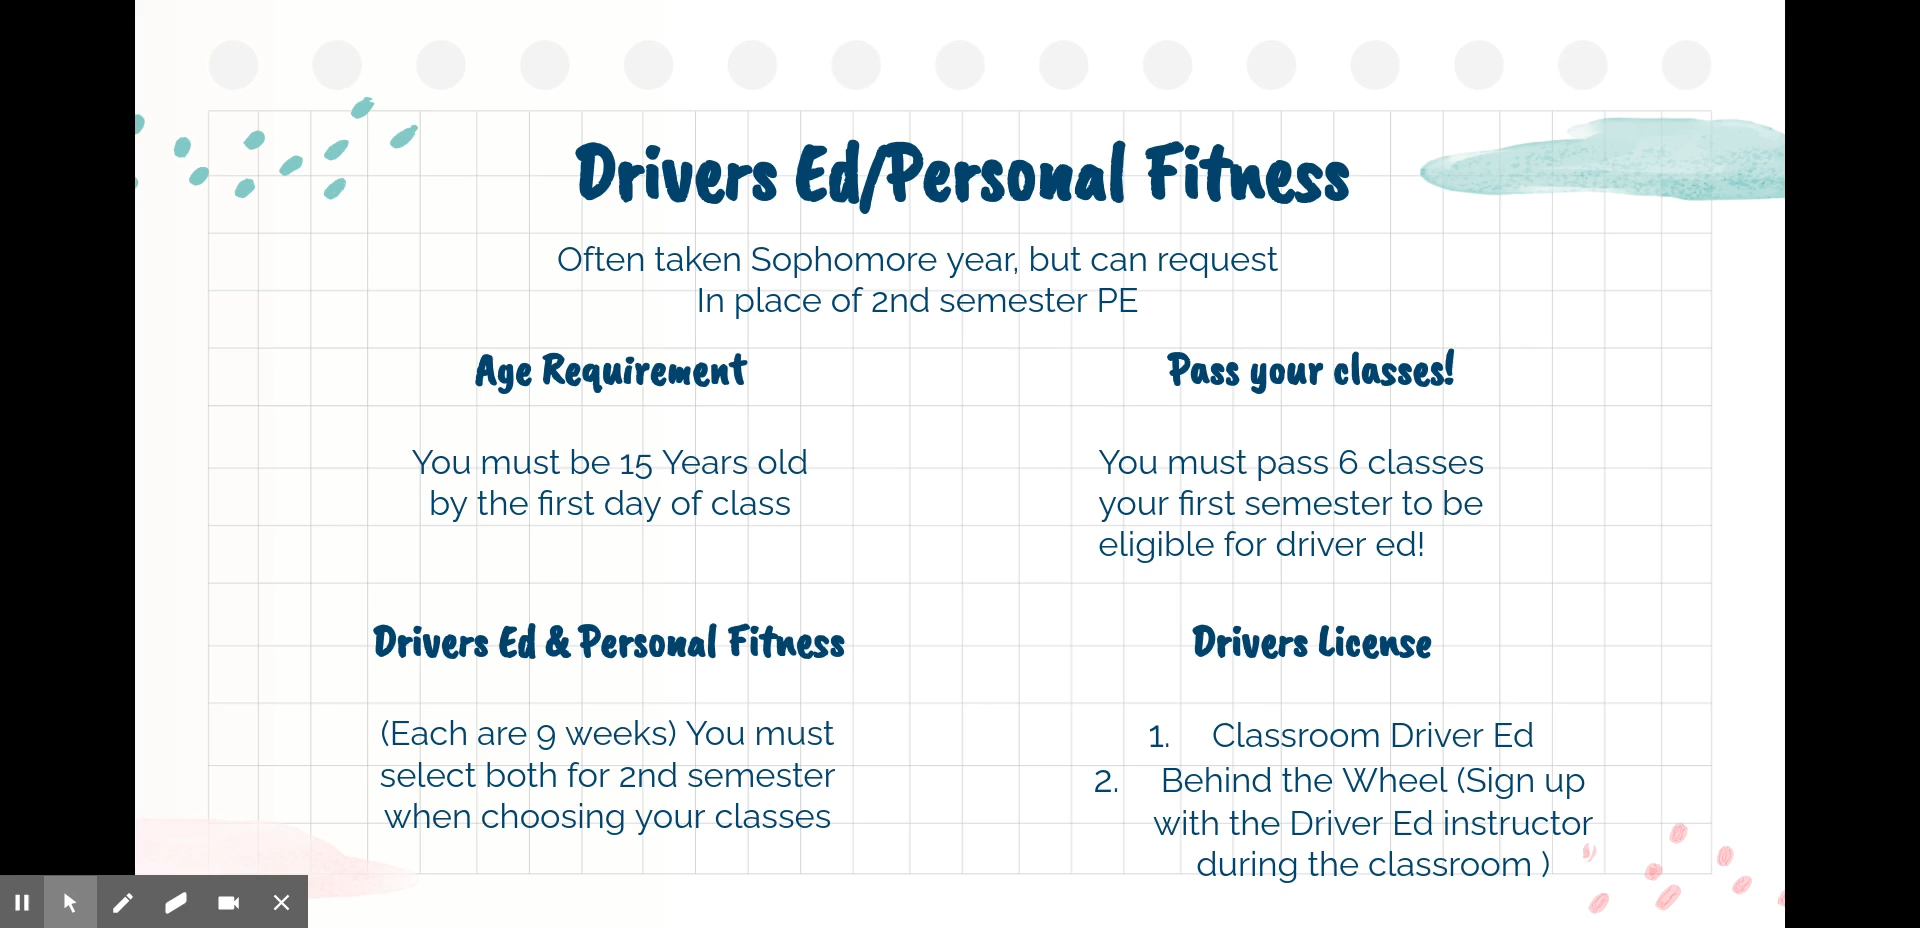 Drivers Ed/Personal Fitness
Often taken Sophomore year, but can request
In place of 2nd semester PE
Age Requirement
You must be 15 Years old
by the first day of class
Pass your classes!
You must pass 6 classes
your first semester to be
eligible for driver ed!
Drivers Ed & Personal Fitness
(Each are 9 weeks) You must
select both for 2nd semester
when choosing your classes
Drivers License
1. Classroom Driver Ed
2. Behind the Wheel (Sign up
with the Driver Ed instructor
during the classroom )